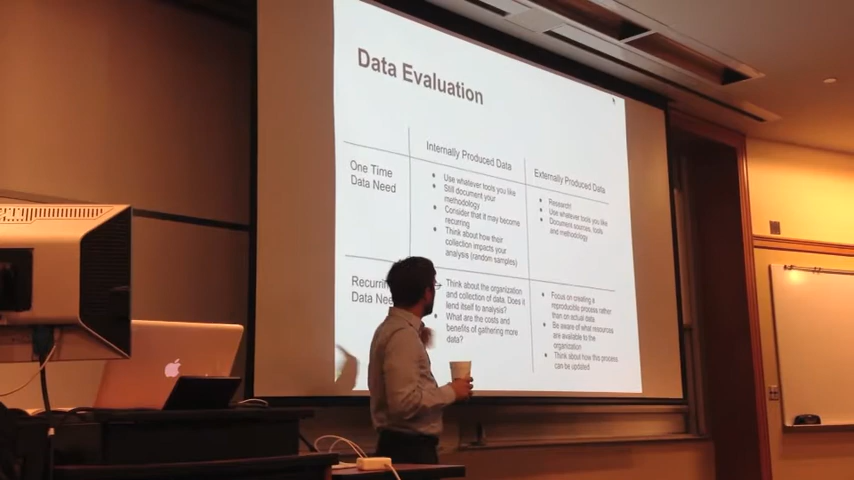 Data Evaluation
Internally Produced Data
Externally Produced Data
One Time
Data Need
• Use whatever tools you like
• Still document your
methodology
• Consider that it may become
recurring
• Think about how their
collection impacts your
analysis (random samples)
• Research!
• Use whatever tools you like
• Document sources, tools
and methodology
Recurring
Data Need
Think about the organization
and collection of data. Does it
lend itself to analysis?
• What are the costs and
benefits of gathering more
data?
• Focus on creating a
reproducible process rather
than on actual data
• Be aware of what resources
are available to the
organization
• Think about how this process
can be updated